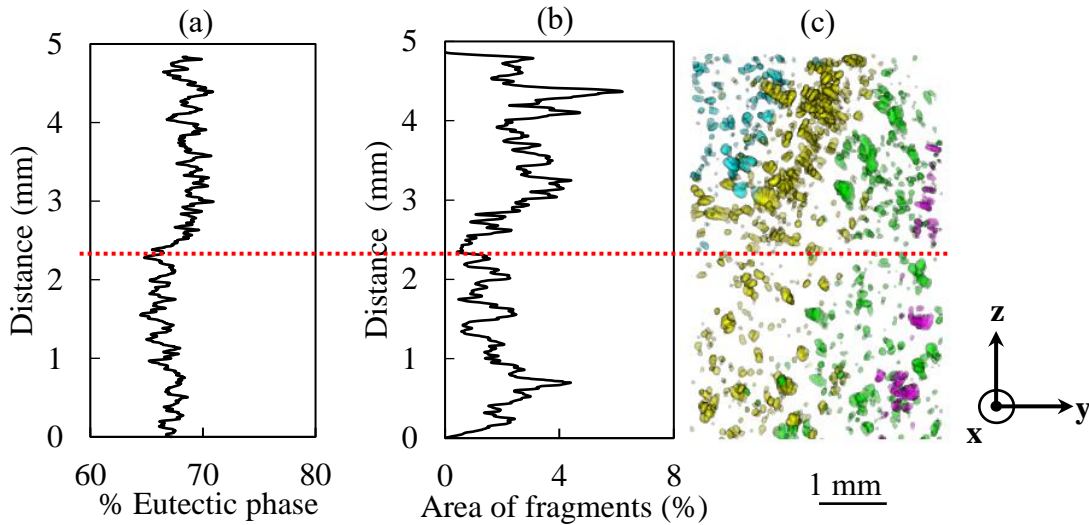 (a) (b) (c)
5 5
4 4
3 3
2 2
1 1
0 0
Distance (mm) Distance (mm)
60 70 80 0 4 8
% Eutectic phase Area of fragments (%)
1 mm
z
x y